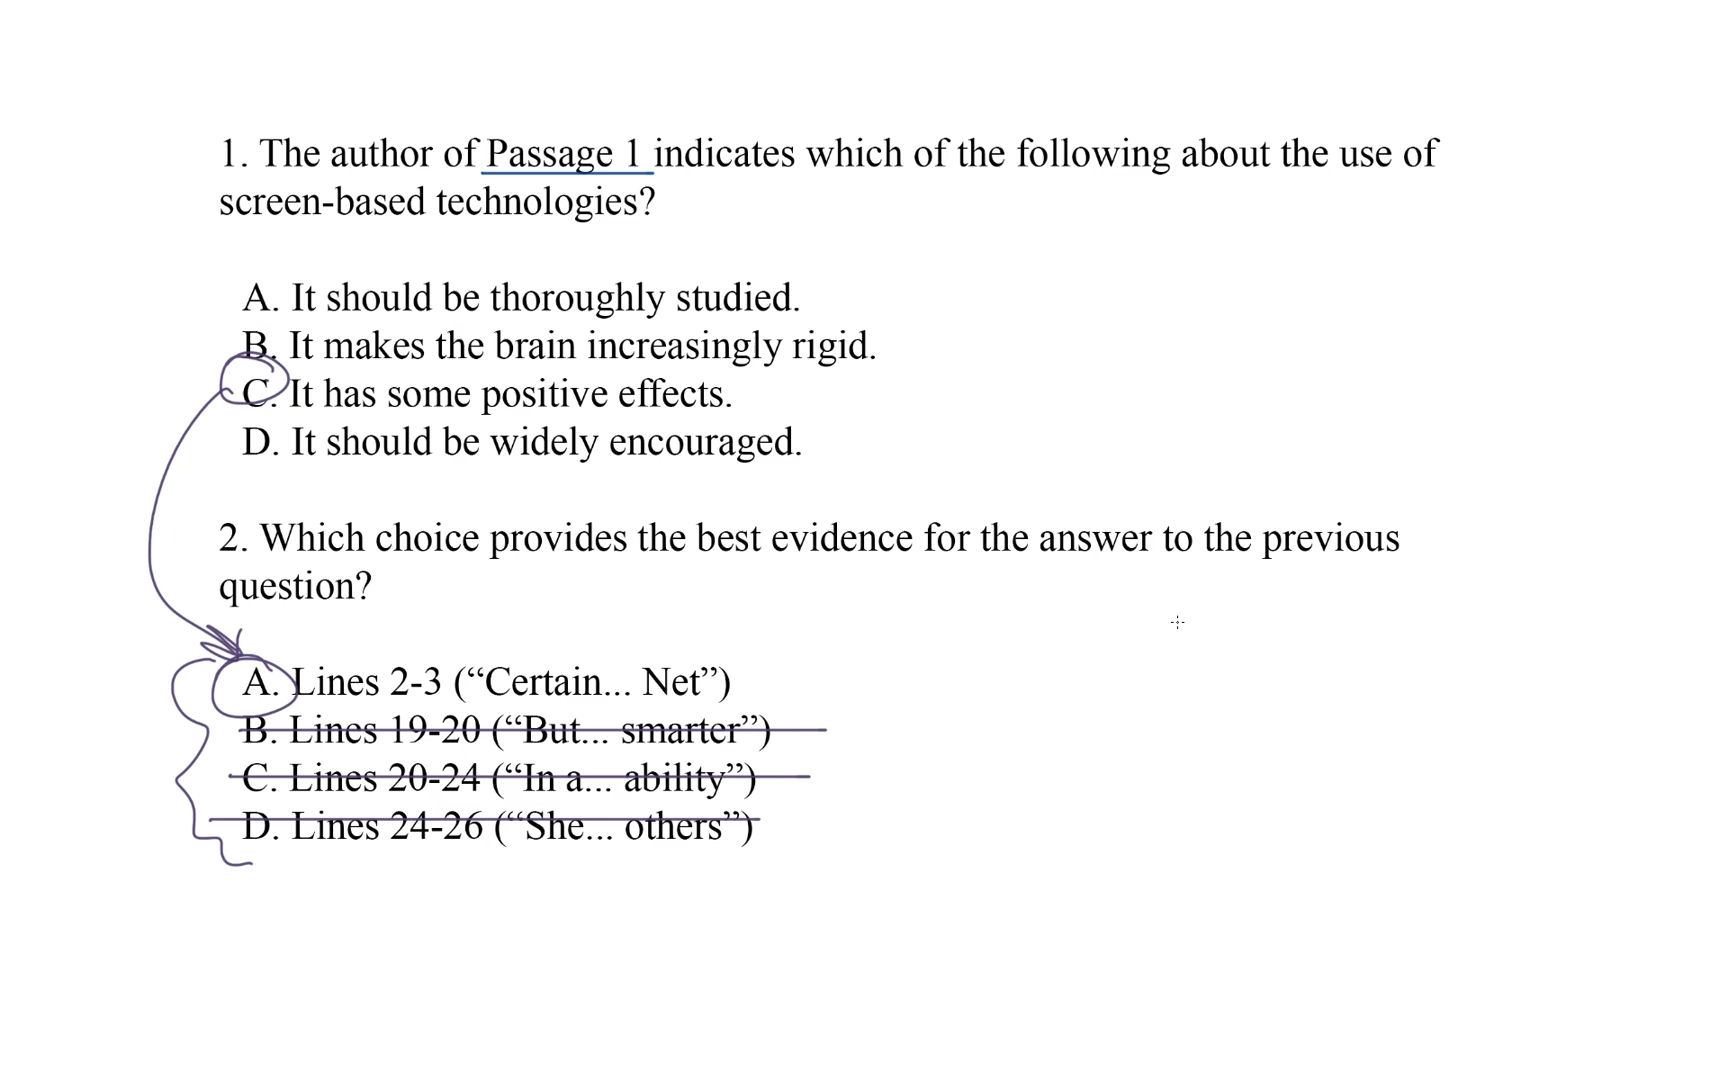 1. The author of Passage 1 indicates which of the following about the use of
screen-based technologies?
A. It should be thoroughly studied.
B. It makes the brain increasingly rigid.
C. It has some positive effects.
D. It should be widely encouraged.
2. Which choice provides the best evidence for the answer to the previous
question?
A. Lines 2-3 (“Certain... Net”)
B. Lines 19-20 (“But... smarter”)
C. Lines 20-24 (“In a... ability”)
D. Lines 24-26 (“She... others”)